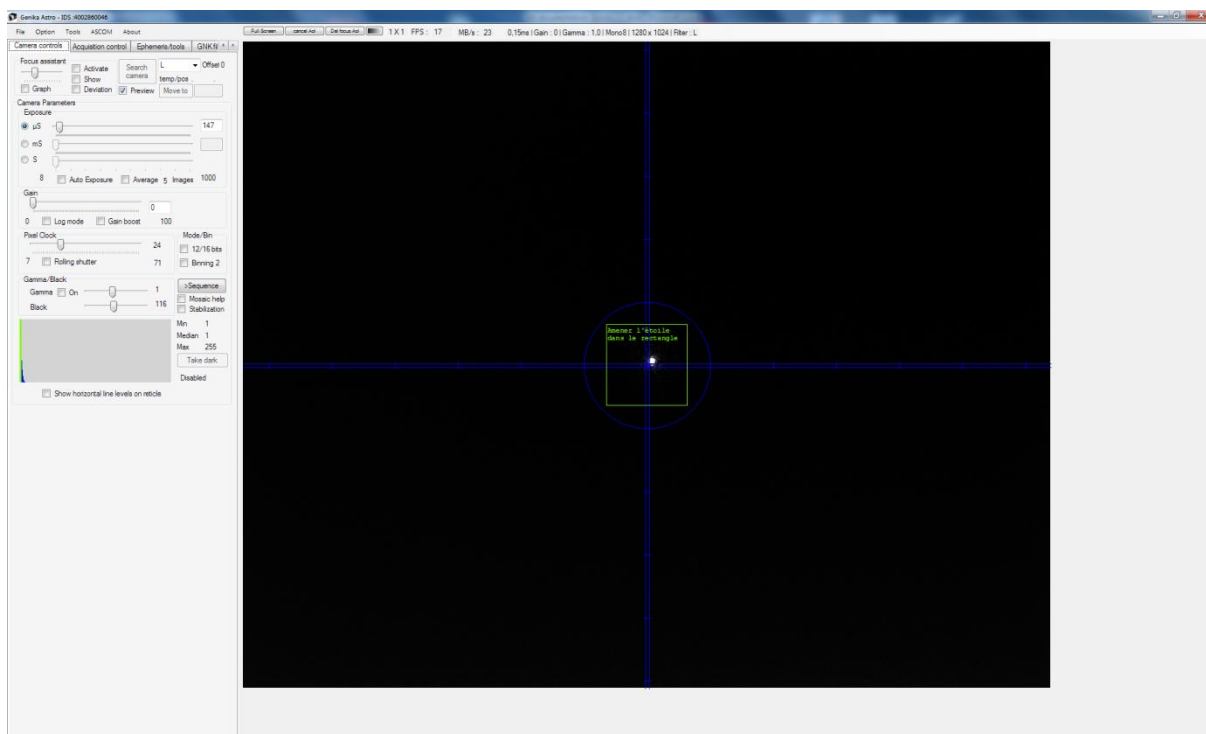 Genika Astro - IDS :4002860046
File Option Tools ASCOM About
Full Screen cancel AoI Def focus AoI 1 X 1 FPS : 17 MB/s : 23 0,15ms | Gain : 0 | Gamma : 1,0 | Mono8 | 1280 x 1024 | Filter : L
Camera controls Acquisition control Ephemeris/tools
Focus assistant
Activate
Search camera
L
Offset 0
Show
temp/pos .
Graph
Deviation
Preview
Move to
Camera Parameters
Exposure
µS 147
mS
S
8 Auto Exposure Average 5 Images 1000
Gain
0
0 Log mode Gain boost 100
Pixel Clock
24
7 Rolling shutter 71
Mode/Bin
12/16 bits
Binning 2
Gamma/Black
Gamma On 1
Black 116
>Sequence
Mosaic help
Stabilization
Min 1
Median 1
Max 255
Take dark
Disabled
Show horizontal line levels on reticle
Amener l'étoile
dans le rectangle